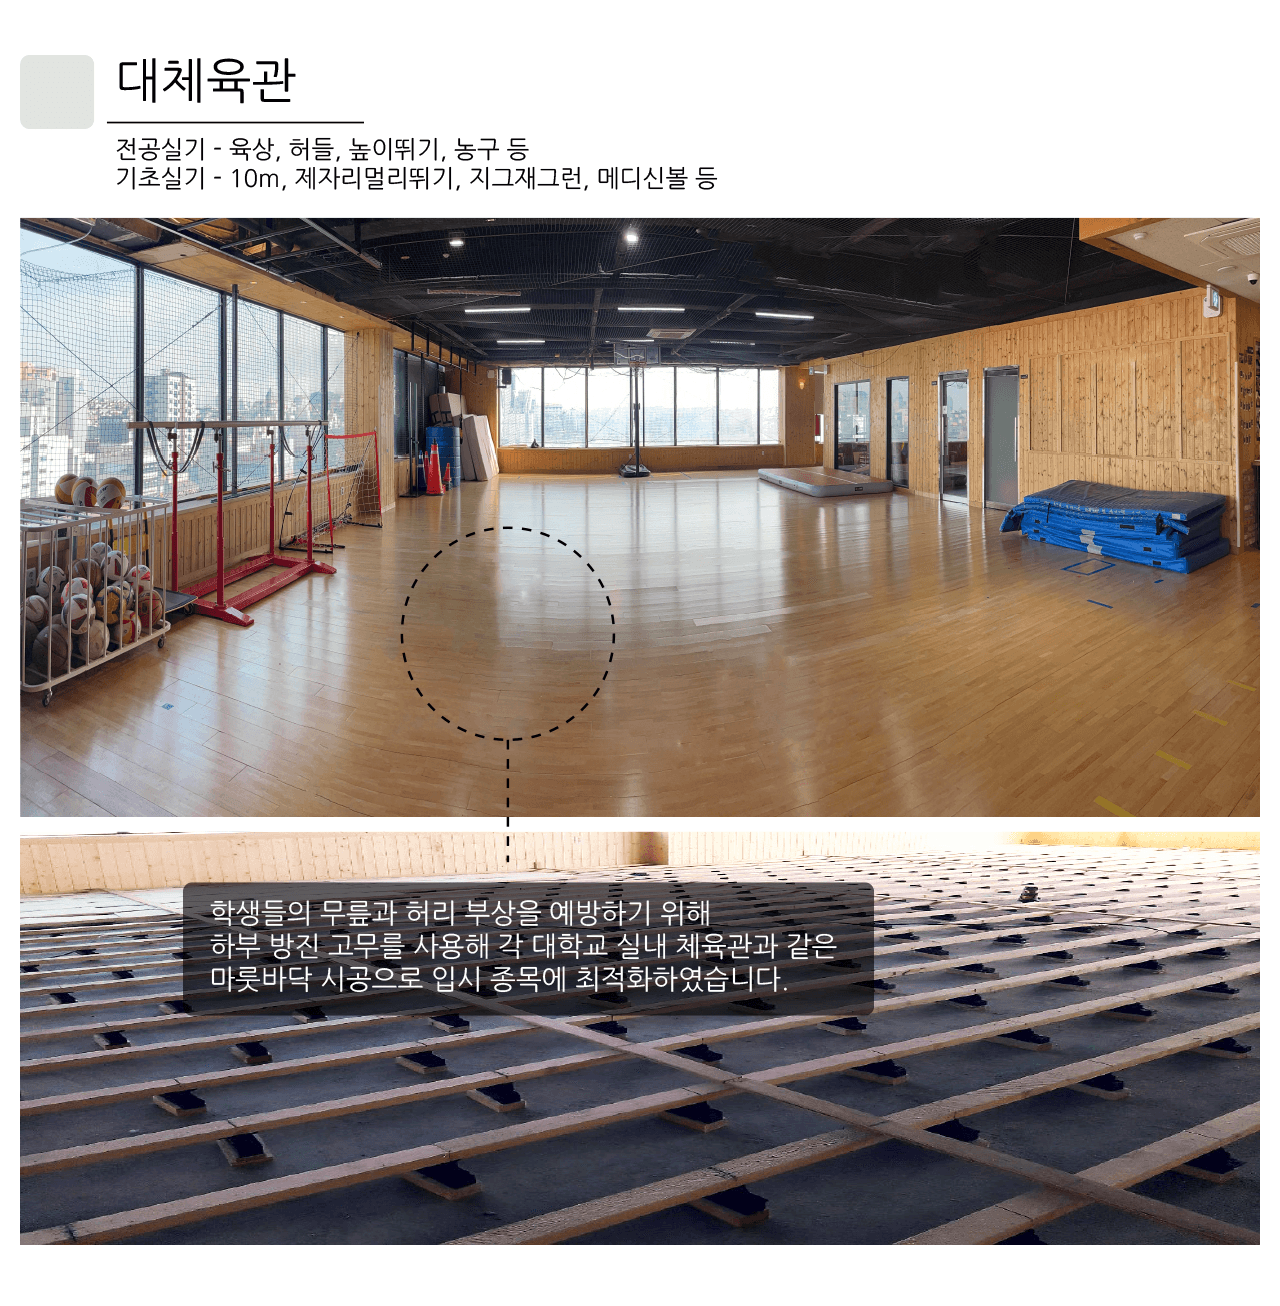 대체육관
전공실기 - 육상, 허들, 높이뛰기, 농구 등
기초실기 - 10m, 제자리멀리뛰기, 지그재그런, 메디신볼 등
학생들의 무릎과 허리 부상을 예방하기 위해
하부 방진 고무를 사용해 각 대학교 실내 체육관과 같은
마룻바닥 시공으로 입시 종목에 최적화하였습니다.